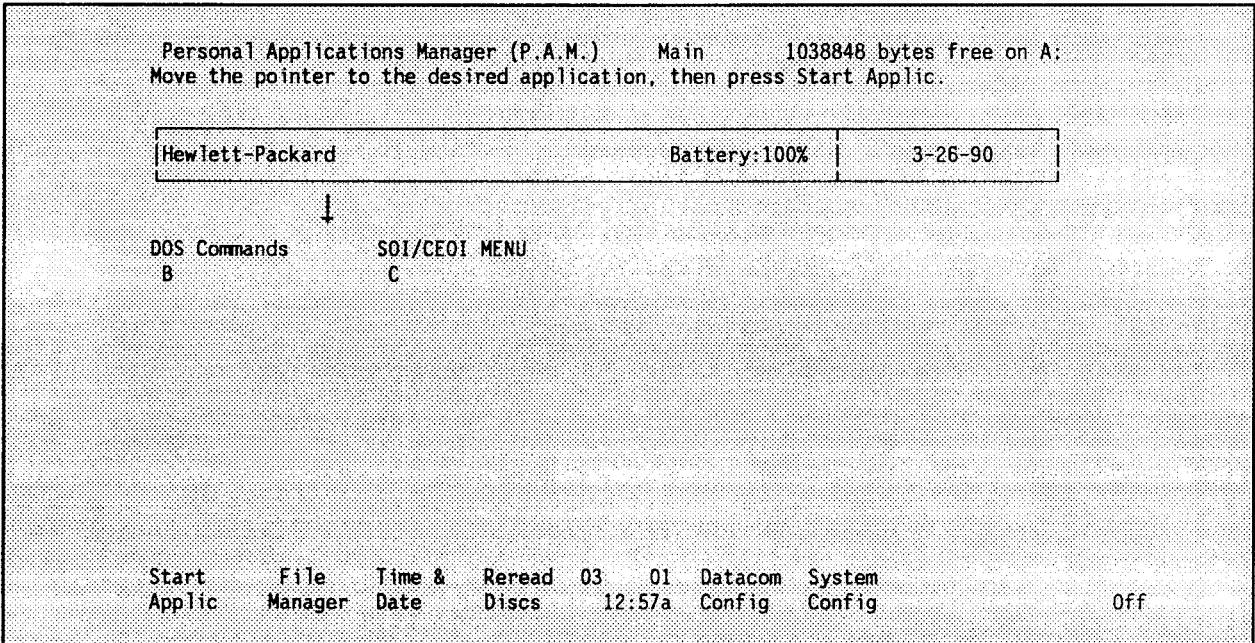 Personal Applications Manager (P.A.M.) Main 1038848 bytes free on A:
Move the pointer to the desired application, then press Start Applic.
Hewlett-Packard Battery:100% 3-26-90
DOS Commands SOI/CEOI MENU
B C
Start File Time & Reread 03 01 Datacom System
Applic Manager Date Discs 12:57a Config Config Off